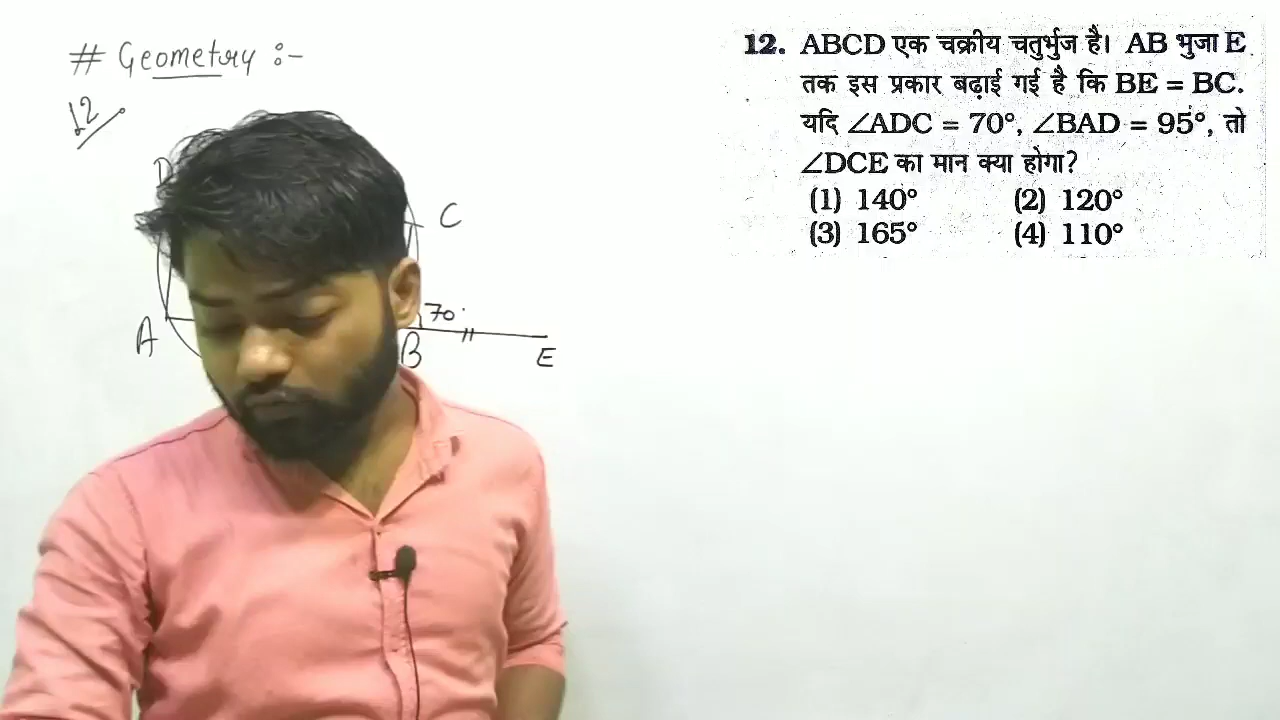 # Geometry :-
12
D
C
A
70°
B
E
12. ABCD एक चक्रीय चतुर्भुज है। AB भुजा E
तक इस प्रकार बढ़ाई गई है कि BE = BC.
यदि ∠ADC = 70°, ∠BAD = 95°, तो
∠DCE का मान क्या होगा?
(1) 140° (2) 120°
(3) 165° (4) 110°